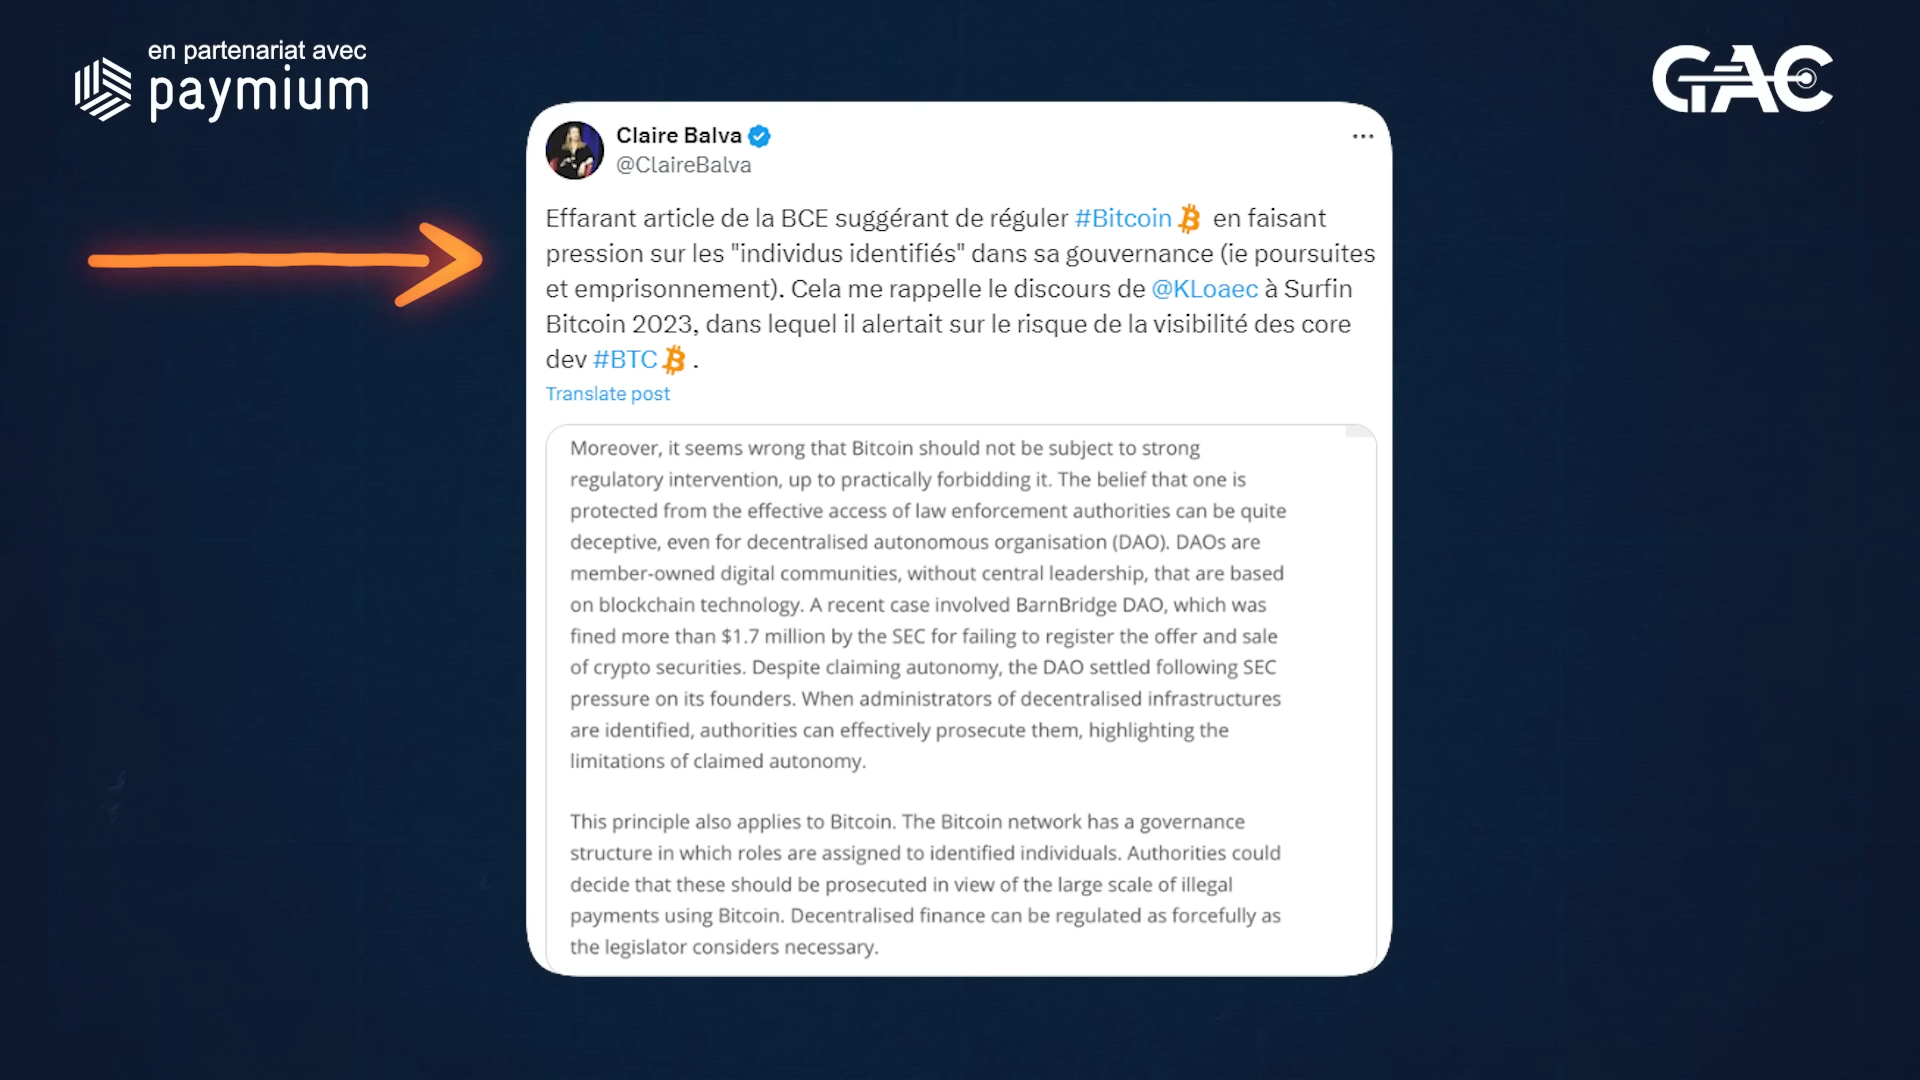 en partenariat avec
paymium
GAC
Claire Balva
@ClaireBalva
Effarant article de la BCE suggérant de réguler #Bitcoin en faisant
pression sur les "individus identifiés" dans sa gouvernance (ie poursuites
et emprisonnement). Cela me rappelle le discours de @KLoaec à Surfin
Bitcoin 2023, dans lequel il alertait sur le risque de la visibilité des core
dev #BTC .
Translate post
Moreover, it seems wrong that Bitcoin should not be subject to strong
regulatory intervention, up to practically forbidding it. The belief that one is
protected from the effective access of law enforcement authorities can be quite
deceptive, even for decentralised autonomous organisation (DAO). DAOs are
member-owned digital communities, without central leadership, that are based
on blockchain technology. A recent case involved BarnBridge DAO, which was
fined more than $1.7 million by the SEC for failing to register the offer and sale
of crypto securities. Despite claiming autonomy, the DAO settled following SEC
pressure on its founders. When administrators of decentralised infrastructures
are identified, authorities can effectively prosecute them, highlighting the
limitations of claimed autonomy.
This principle also applies to Bitcoin. The Bitcoin network has a governance
structure in which roles are assigned to identified individuals. Authorities could
decide that these should be prosecuted in view of the large scale of illegal
payments using Bitcoin. Decentralised finance can be regulated as forcefully as
the legislator considers necessary.